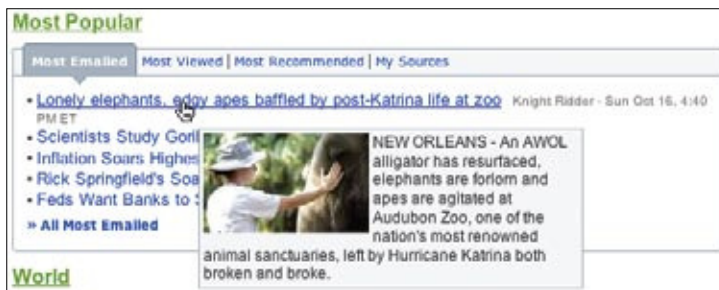 Most Popular
Most Emailed Most Viewed | Most Recommended | My Sources
• Lonely elephants, edgy apes baffled by post-Katrina life at zoo Knight Ridder - Sun Oct 16, 4:40
PM ET
• Scientists Study Gori
• Inflation Soars Highes
• Rick Springfield's Soa
• Feds Want Banks to
» All Most Emailed
NEW ORLEANS - An AWOL
alligator has resurfaced,
elephants are forlorn and
apes are agitated at
Audubon Zoo, one of the
nation's most renowned
animal sanctuaries, left by Hurricane Katrina both
broken and broke.
World